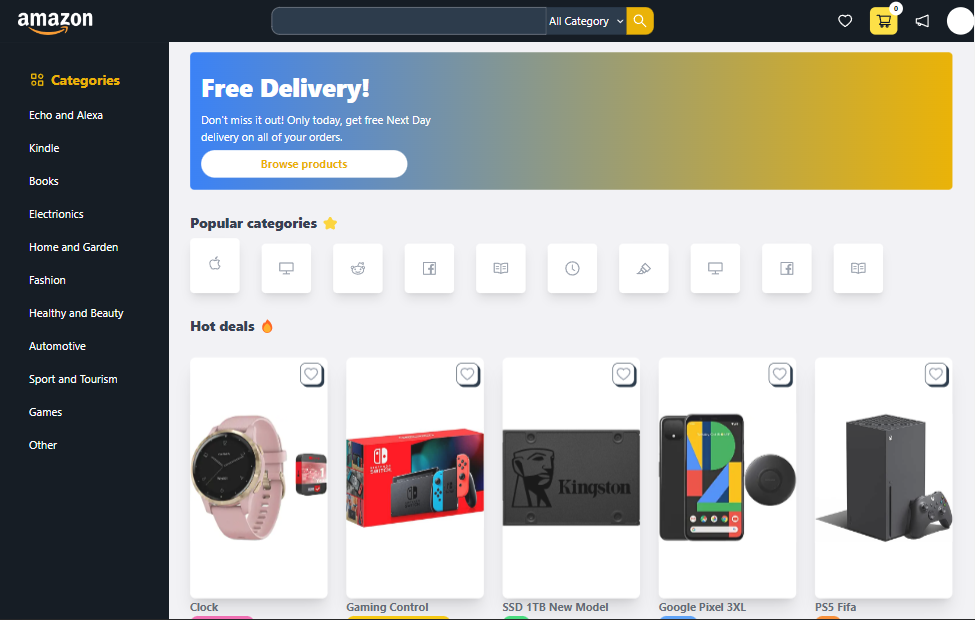 amazon
All Category
0
Categories
Echo and Alexa
Kindle
Books
Electrionics
Home and Garden
Fashion
Healthy and Beauty
Automotive
Sport and Tourism
Games
Other
Free Delivery!
Don't miss it out! Only today, get free Next Day
delivery on all of your orders.
Browse products
Popular categories
Hot deals
NINTENDO
SWITCH
Kingston
Clock
Gaming Control
SSD 1TB New Model
Google Pixel 3XL
PS5 Fifa